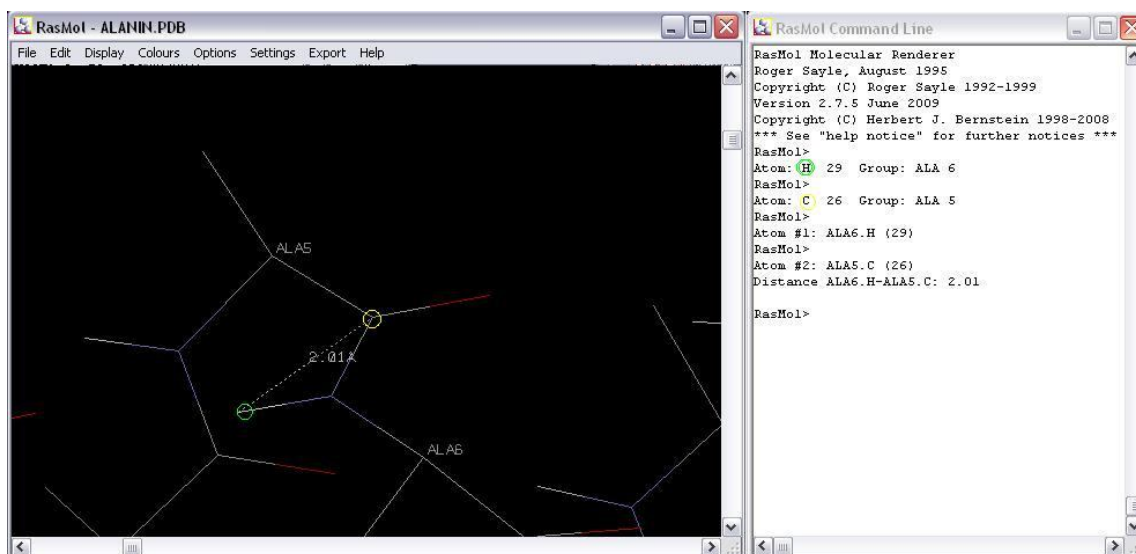 RasMol - ALANIN.PDB
File Edit Display Colours Options Settings Export Help
ALA5
2.01A
ALA6
RasMol Command Line
RasMol Molecular Renderer
Roger Sayle, August 1995
Copyright (C) Roger Sayle 1992-1999
Version 2.7.5 June 2009
Copyright (C) Herbert J. Bernstein 1998-2008
*** See "help notice" for further notices ***
RasMol>
Atom: H 29 Group: ALA 6
RasMol>
Atom: C 26 Group: ALA 5
RasMol>
Atom #1: ALA6.H (29)
RasMol>
Atom #2: ALA5.C (26)
Distance ALA6.H-ALA5.C: 2.01
RasMol>